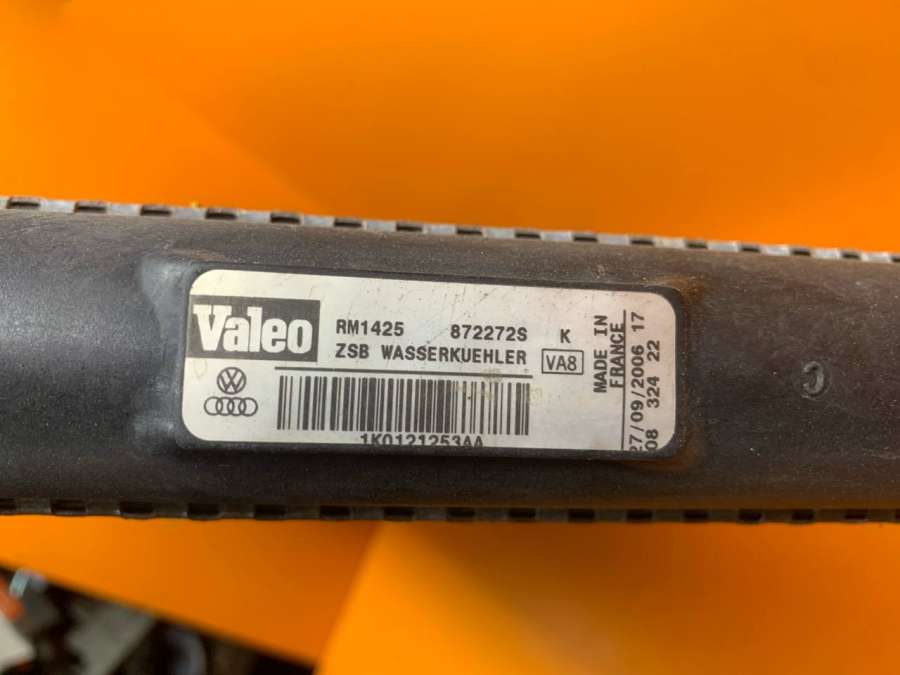 Valeo
RM1425 872272S K
ZSB WASSERKUEHLER VA8
1K0121253AA
MADE IN
FRANCE
27/09/2006 17
08 324 22